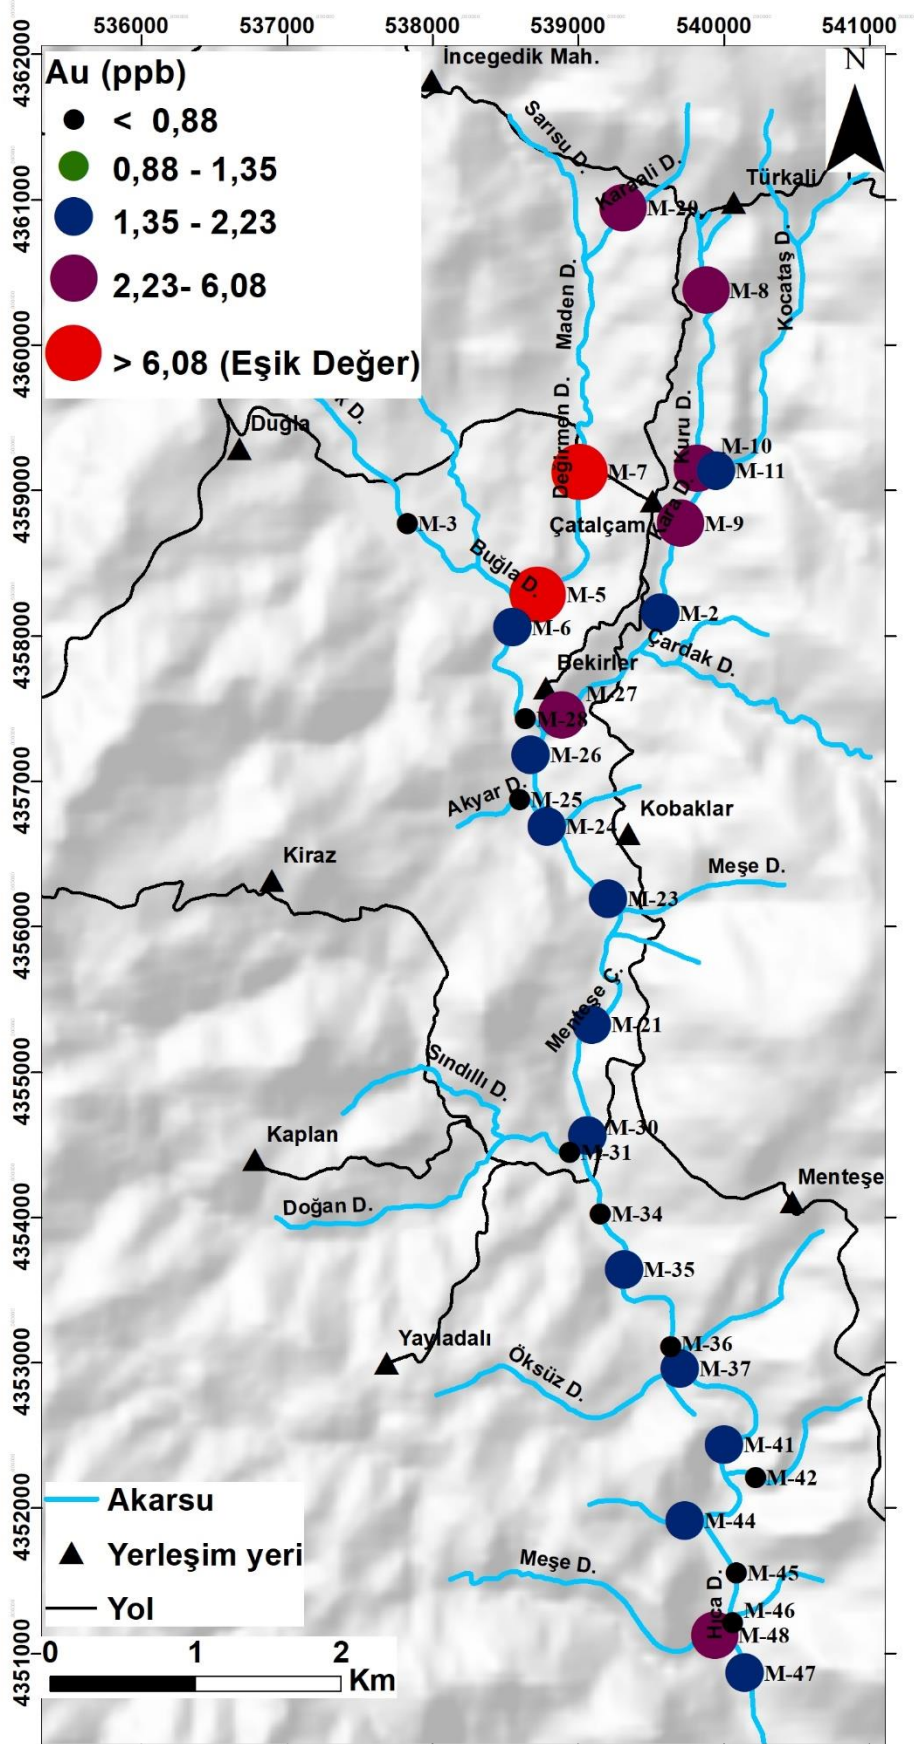 536000 537000 538000 539000 540000 541000
4362000
4361000
4360000
4359000
4358000
4357000
4356000
4355000
4354000
4353000
4352000
4351000
Au (ppb)
< 0,88
0,88 - 1,35
1,35 - 2,23
2,23- 6,08
> 6,08 (Eşik Değer)
N
İncegedik Mah.
Sarısu D.
Karaali D.
Türkali
M-29
Kocataş D.
Maden D.
M-8
D.
Duğla
Değirmen D.
Kuru D.
M-10
M-7
M-11
Kara D.
M-3
Çatalçam
M-9
Buğla D.
M-5
M-2
M-6
Çardak D.
Bekirler
M-27
M-28
M-26
Akyar D.
M-25
Kobaklar
M-24
Kiraz
Meşe D.
M-23
Menteşe Ç.
M-21
Sındıllı D.
M-30
Kaplan
M-31
Menteşe
Doğan D.
M-34
M-35
Yayladalı
M-36
Öksüz D.
M-37
M-41
M-42
M-44
Meşe D.
M-45
Hıca D.
M-46
M-48
M-47
Akarsu
Yerleşim yeri
Yol
0 1 2
Km